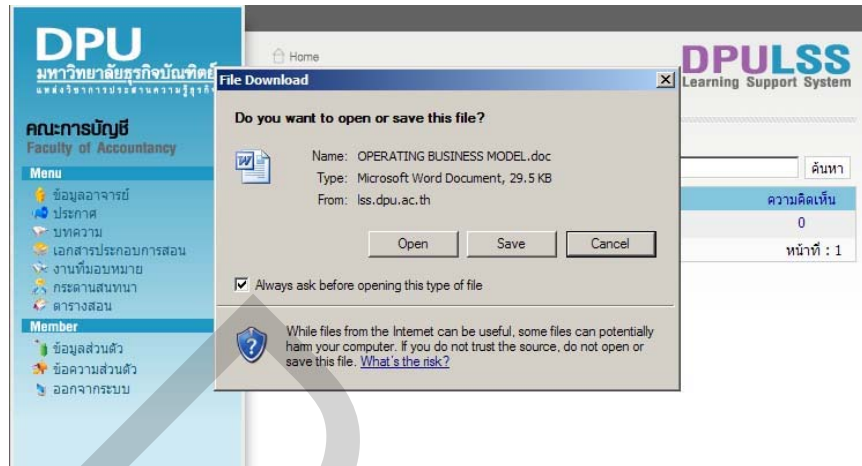 DPU
มหาวิทยาลัยธุรกิจบัณฑิตย์
คณะการบัญชี
Faculty of Accountancy
Menu
ข้อมูลอาจารย์
ประกาศ
บทความ
เอกสารประกอบการสอน
งานที่มอบหมาย
กระดานสนทนา
ตารางสอน
Member
ข้อมูลส่วนตัว
ข้อความส่วนตัว
ออกจากระบบ
Home
DPULSS
Learning Support System
ค้นหา
ความคิดเห็น
0
หน้าที่ : 1
File Download
Do you want to open or save this file?
Name: OPERATING BUSINESS MODEL.doc
Type: Microsoft Word Document, 29.5 KB
From: lss.dpu.ac.th
Open Save Cancel
Always ask before opening this type of file
While files from the Internet can be useful, some files can potentially
harm your computer. If you do not trust the source, do not open or
save this file. What's the risk?